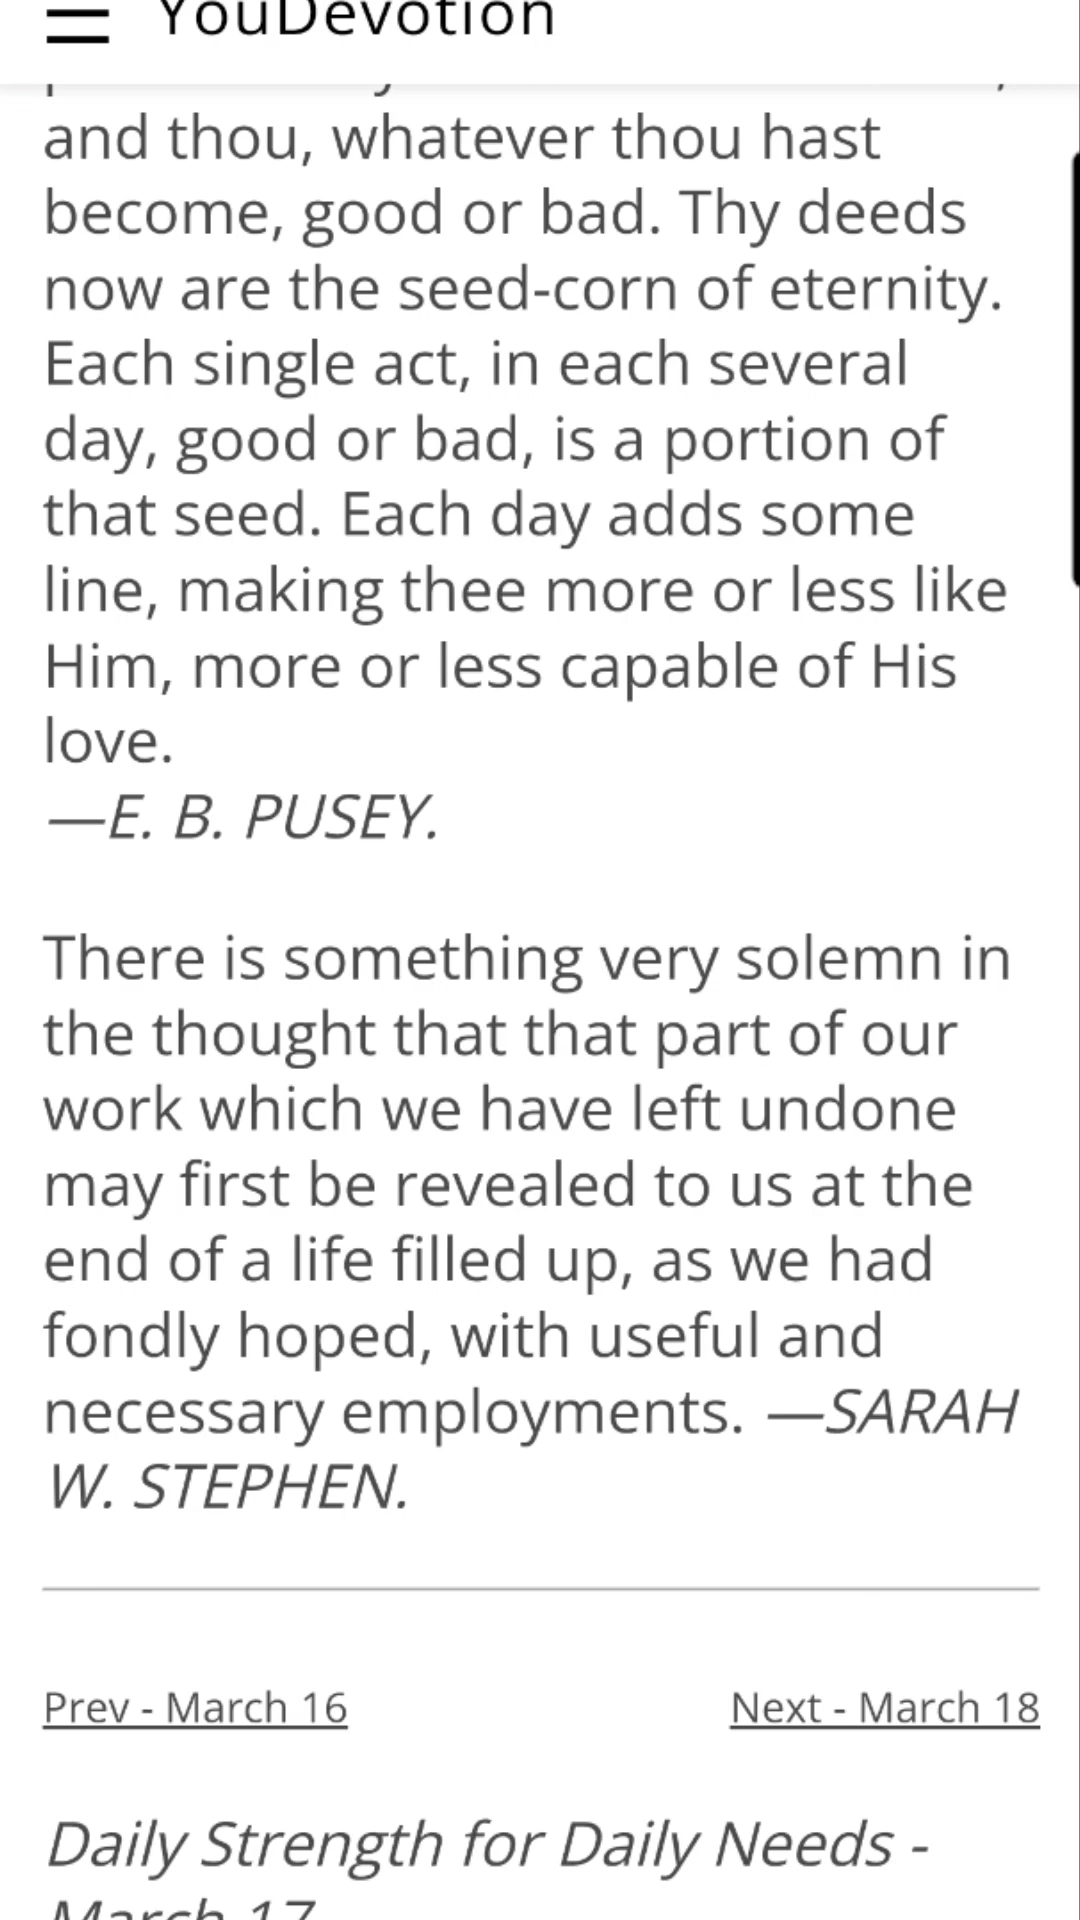 YouDevotion
and thou, whatever thou hast
become, good or bad. Thy deeds
now are the seed-corn of eternity.
Each single act, in each several
day, good or bad, is a portion of
that seed. Each day adds some
line, making thee more or less like
Him, more or less capable of His
love.
—E. B. PUSEY.
There is something very solemn in
the thought that that part of our
work which we have left undone
may first be revealed to us at the
end of a life filled up, as we had
fondly hoped, with useful and
necessary employments. —SARAH
W. STEPHEN.
Prev - March 16
Next - March 18
Daily Strength for Daily Needs -
March 17